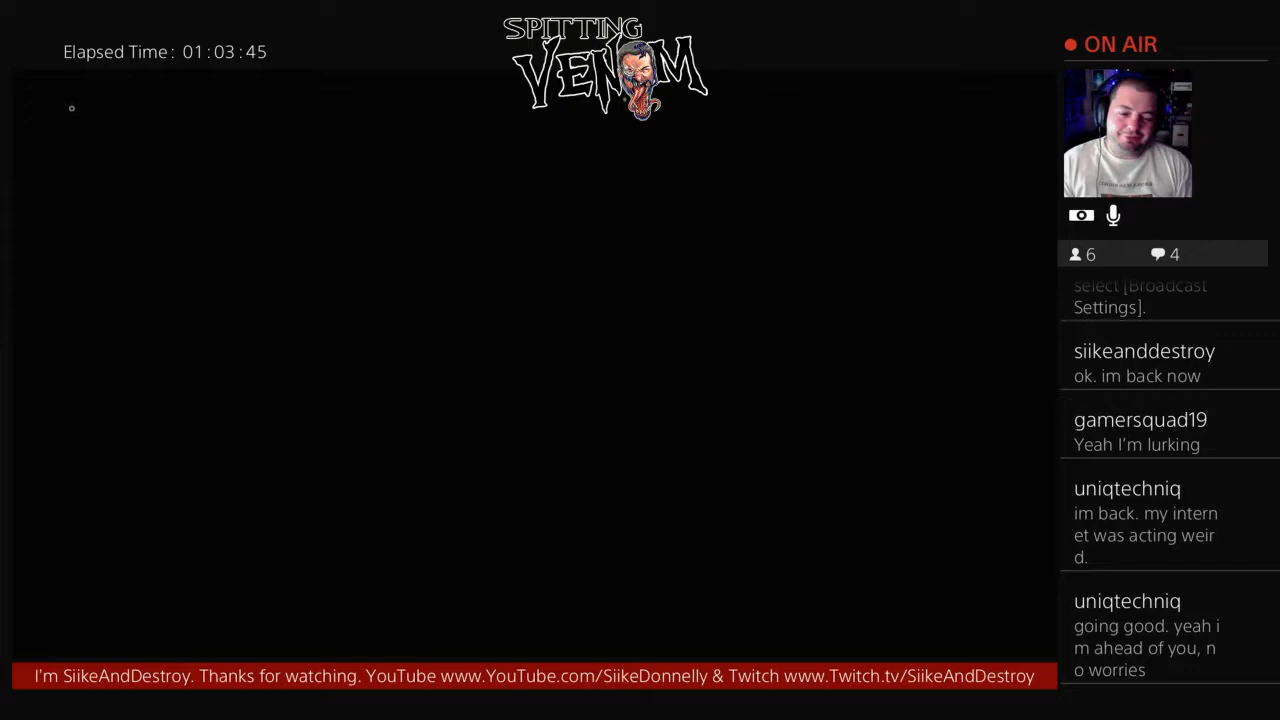 SPITTING
VENOM
Elapsed Time: 01:03:45
ON AIR
6 4
select [Broadcast
Settings].
siikeanddestroy
ok. im back now
gamersquad19
Yeah I'm lurking
uniqtechniq
im back. my intern
et was acting weir
d.
uniqtechniq
going good. yeah i
m ahead of you, n
o worries
I'm SiikeAndDestroy. Thanks for watching. YouTube www.YouTube.com/SiikeDonnelly & Twitch www.Twitch.tv/SiikeAndDestroy